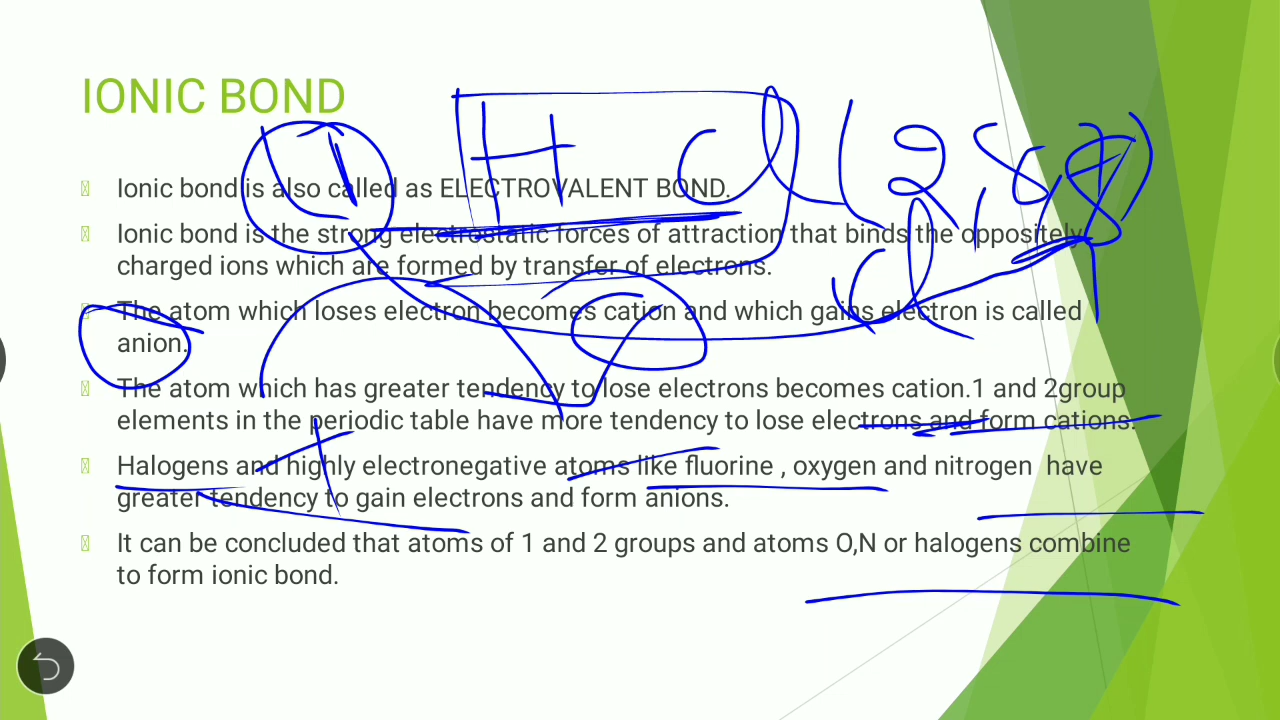 IONIC BOND
H Cl (2,8,
Ionic bond is also called as ELECTROVALENT BOND.
Ionic bond is the strong electrostatic forces of attraction that binds the oppositely
charged ions which are formed by transfer of electrons.
Cl
The atom which loses electron becomes cation and which gains electron is called
anion.
The atom which has greater tendency to lose electrons becomes cation.1 and 2group
elements in the periodic table have more tendency to lose electrons and form cations.
Halogens and highly electronegative atoms like fluorine , oxygen and nitrogen have
greater tendency to gain electrons and form anions.
It can be concluded that atoms of 1 and 2 groups and atoms O,N or halogens combine
to form ionic bond.